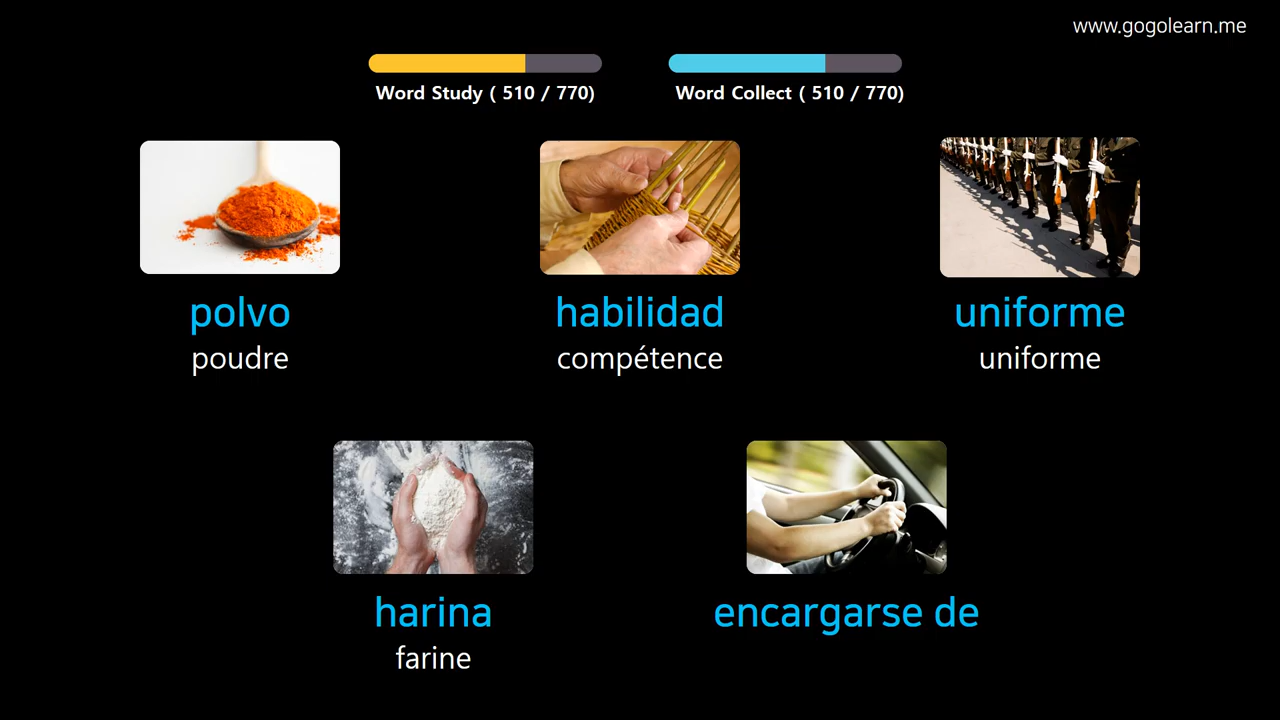 www.gogolearn.me
Word Study ( 510 / 770)
Word Collect ( 510 / 770)
polvo
poudre
habilidad
compétence
uniforme
uniforme
harina
farine
encargarse de